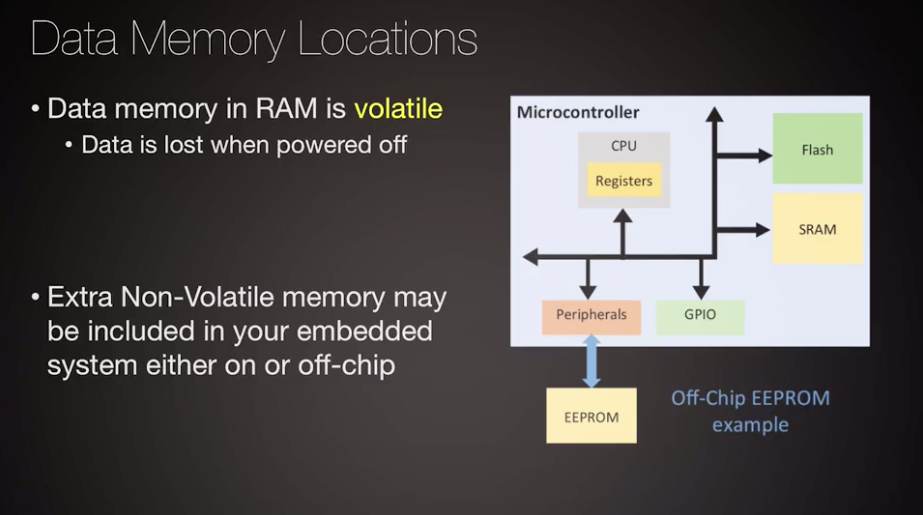 Data Memory Locations
• Data memory in RAM is volatile
• Data is lost when powered off
• Extra Non-Volatile memory may
be included in your embedded
system either on or off-chip
Microcontroller
CPU
Registers
Flash
SRAM
Peripherals
GPIO
EEPROM
Off-Chip EEPROM
example